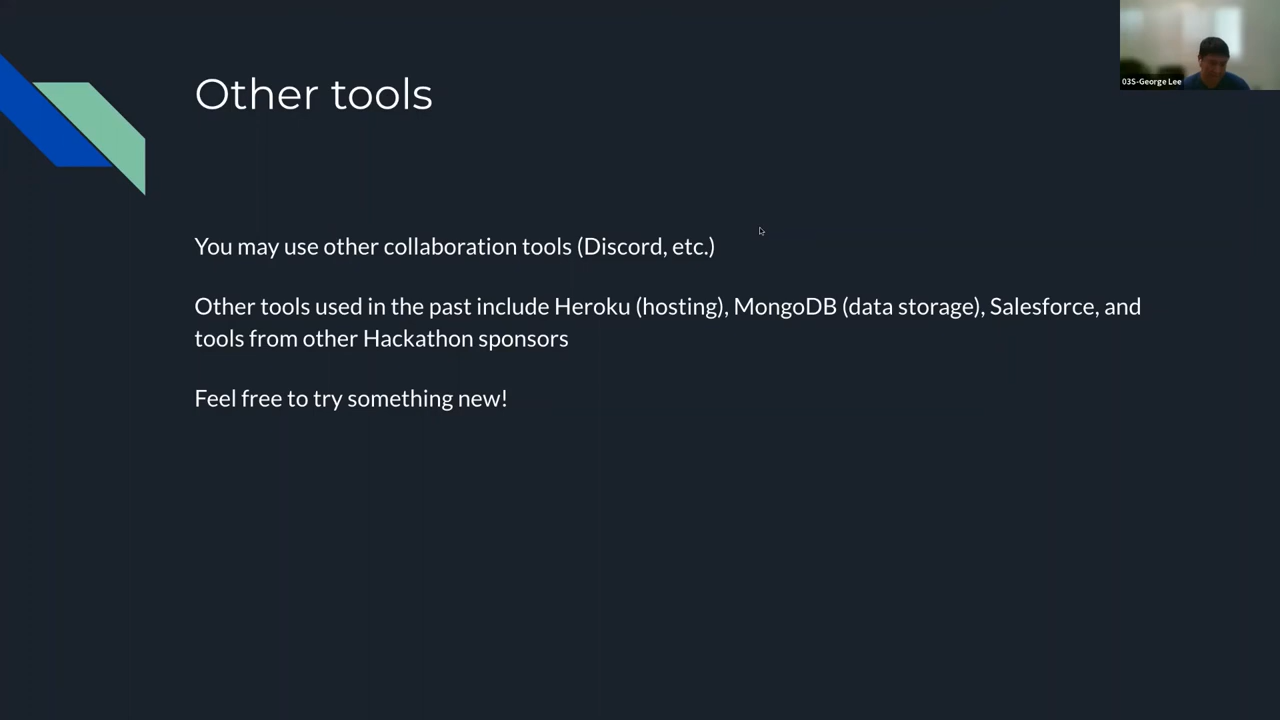 03S-George Lee
Other tools
You may use other collaboration tools (Discord, etc.)
Other tools used in the past include Heroku (hosting), MongoDB (data storage), Salesforce, and
tools from other Hackathon sponsors
Feel free to try something new!